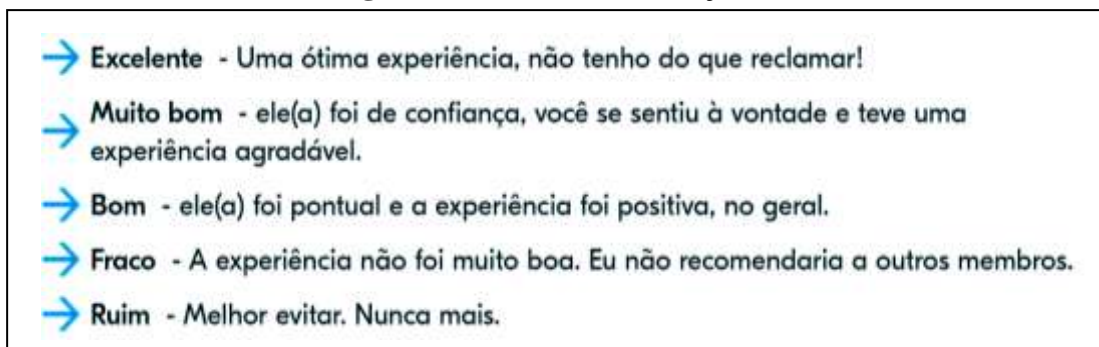 → Excelente - Uma ótima experiência, não tenho do que reclamar!
→ Muito bom - ele(a) foi de confiança, você se sentiu à vontade e teve uma
experiência agradável.
→ Bom - ele(a) foi pontual e a experiência foi positiva, no geral.
→ Fraco - A experiência não foi muito boa. Eu não recomendaria a outros membros.
→ Ruim - Melhor evitar. Nunca mais.